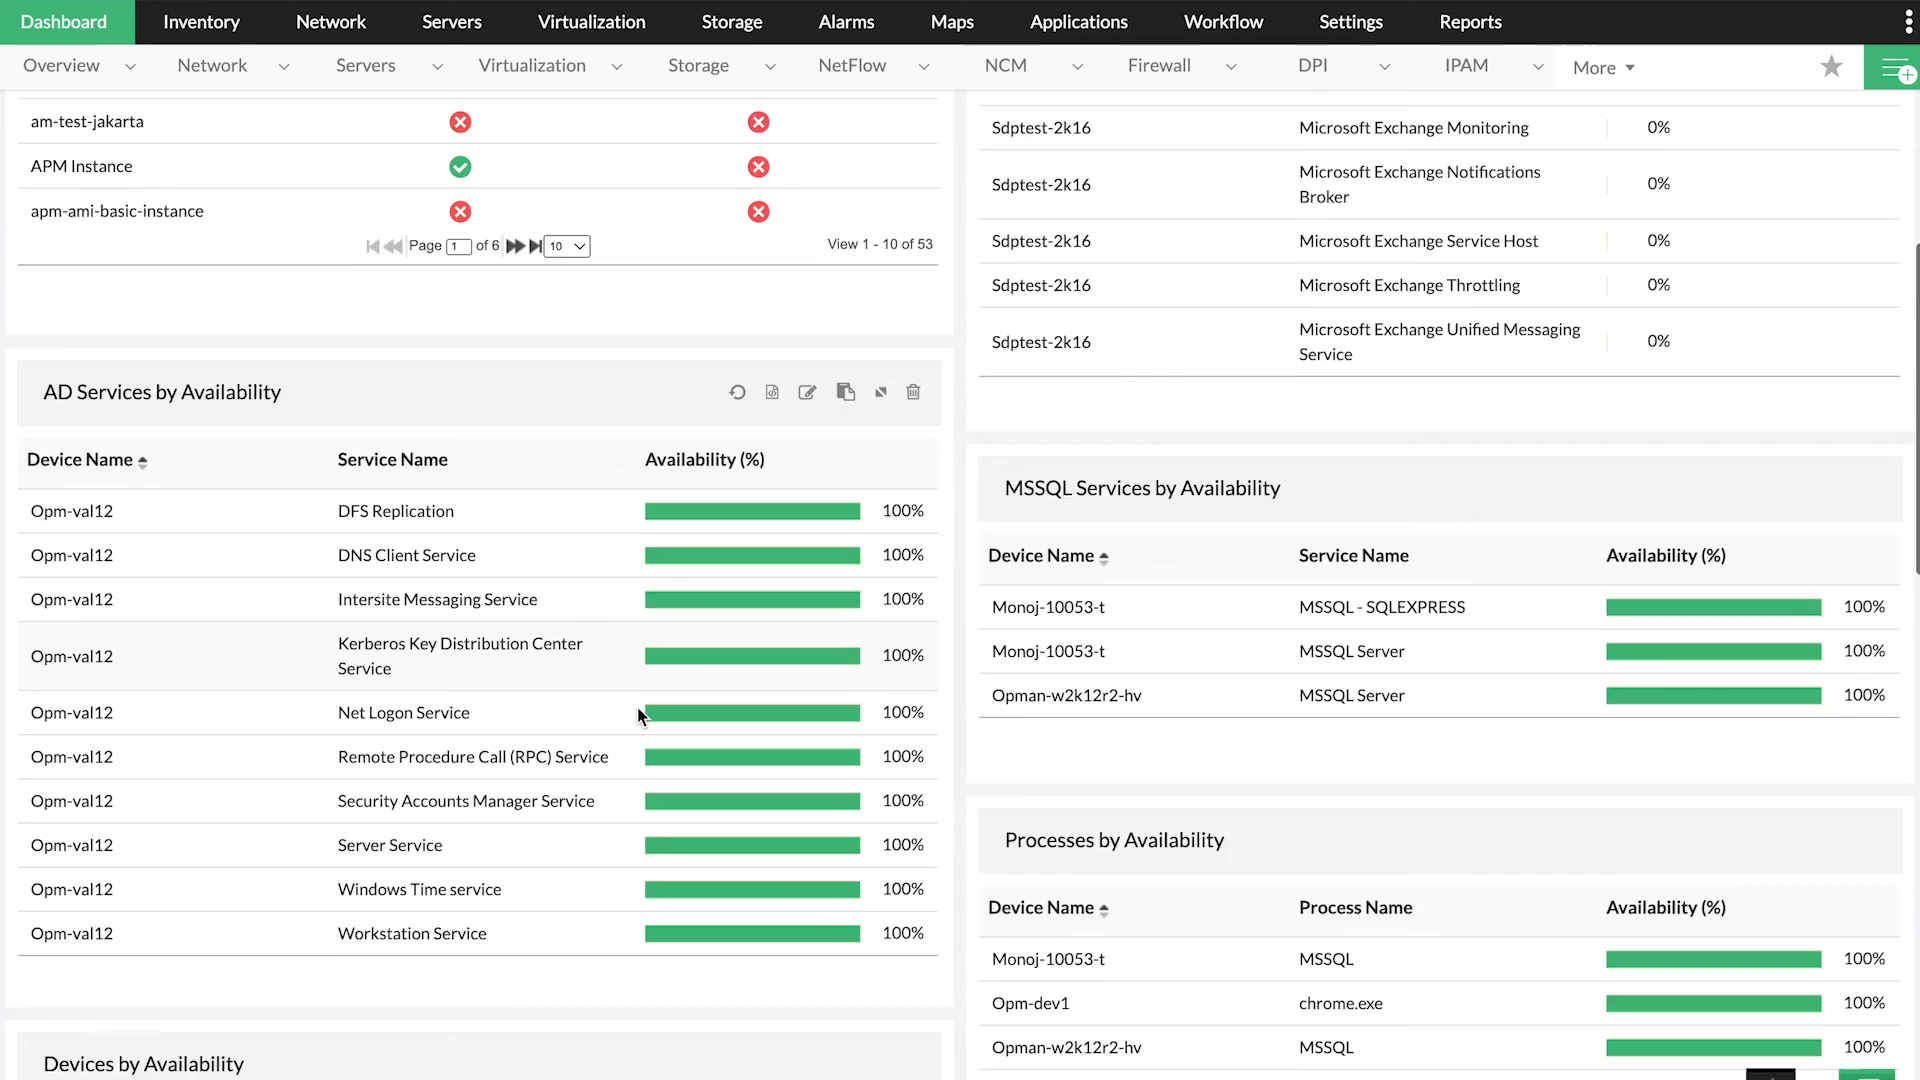 Dashboard Inventory Network Servers Virtualization Storage Alarms Maps Applications Workflow Settings Reports
Overview Network Servers Virtualization Storage NetFlow NCM Firewall DPI IPAM More
am-test-jakarta
APM Instance
apm-ami-basic-instance
Page 1 of 6 10 View 1 - 10 of 53
AD Services by Availability
Device Name Service Name Availability (%)
Opm-val12 DFS Replication 100%
Opm-val12 DNS Client Service 100%
Opm-val12 Intersite Messaging Service 100%
Opm-val12 Kerberos Key Distribution Center
Service 100%
Opm-val12 Net Logon Service 100%
Opm-val12 Remote Procedure Call (RPC) Service 100%
Opm-val12 Security Accounts Manager Service 100%
Opm-val12 Server Service 100%
Opm-val12 Windows Time service 100%
Opm-val12 Workstation Service 100%
Devices by Availability
Sdptest-2k16 Microsoft Exchange Monitoring 0%
Sdptest-2k16 Microsoft Exchange Notifications
Broker 0%
Sdptest-2k16 Microsoft Exchange Service Host 0%
Sdptest-2k16 Microsoft Exchange Throttling 0%
Sdptest-2k16 Microsoft Exchange Unified Messaging
Service 0%
MSSQL Services by Availability
Device Name Service Name Availability (%)
Monoj-10053-t MSSQL - SQLEXPRESS 100%
Monoj-10053-t MSSQL Server 100%
Opman-w2k12r2-hv MSSQL Server 100%
Processes by Availability
Device Name Process Name Availability (%)
Monoj-10053-t MSSQL 100%
Opm-dev1 chrome.exe 100%
Opman-w2k12r2-hv MSSQL 100%